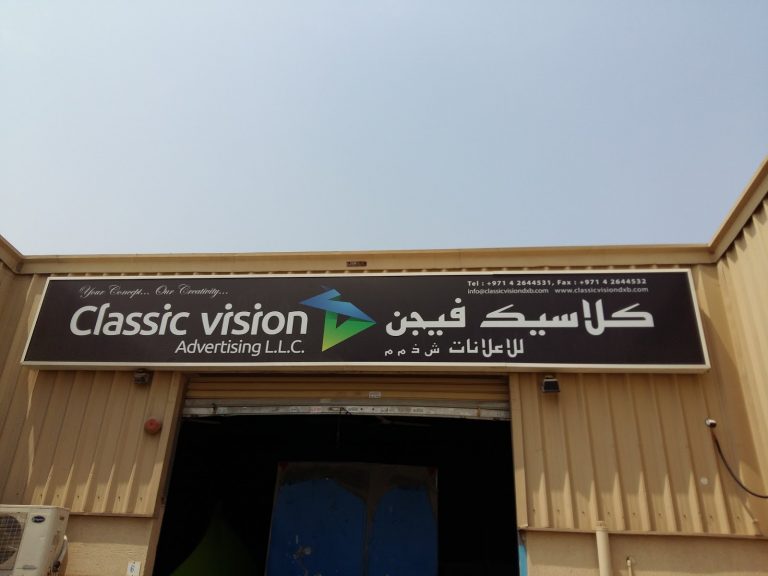 Your Concept... Our Creativity...
Classic vision
Advertising L.L.C.
Tel : +971 4 2644531, Fax : +971 4 2644532
info@classicvisiondxb.com www.classicvisiondxb.com
كلاسيك فيجن
للاعلانات ش ذ م م